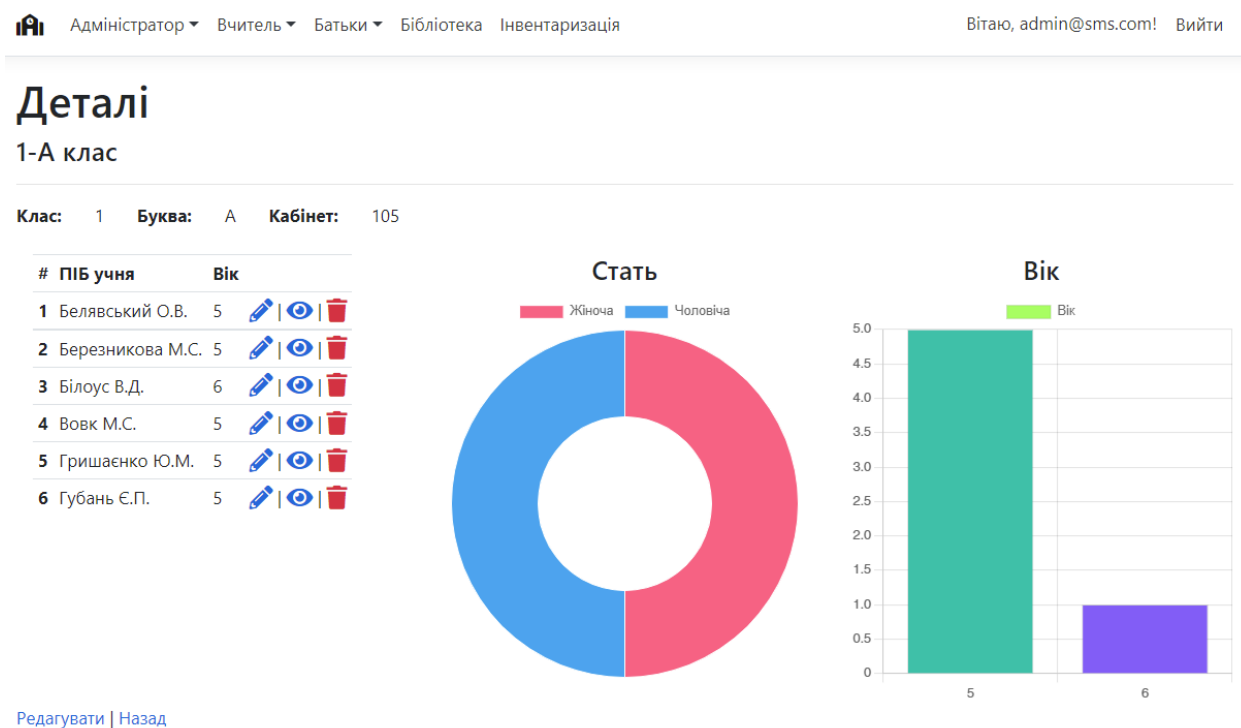 Адміністратор Вчитель Батьки Бібліотека Інвентаризація Вітаю, admin@sms.com! Вийти
Деталі
1-А клас
Клас: 1 Буква: А Кабінет: 105
# ПІБ учня Вік
1 Белявський О.В. 5 | |
2 Березникова М.С. 5 | |
3 Білоус В.Д. 6 | |
4 Вовк М.С. 5 | |
5 Гришаєнко Ю.М. 5 | |
6 Губань Є.П. 5 | |
Стать
Жіноча Чоловіча
Вік
Вік
5.0
4.5
4.0
3.5
3.0
2.5
2.0
1.5
1.0
0.5
0
5 6
Редагувати | Назад